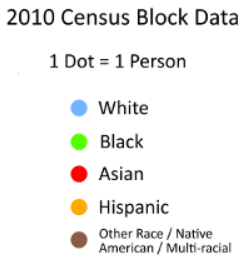 2010 Census Block Data
1 Dot = 1 Person
White
Black
Asian
Hispanic
Other Race / Native
American / Multi-racial